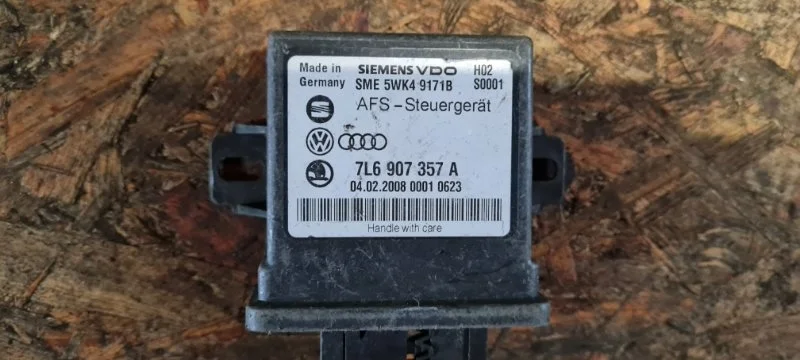 Made in SIEMENS VDO H02
Germany SME 5WK4 9171B S0001
AFS-Steuergerät
7L6 907 357 A
04.02.2008 0001 0623
Handle with care